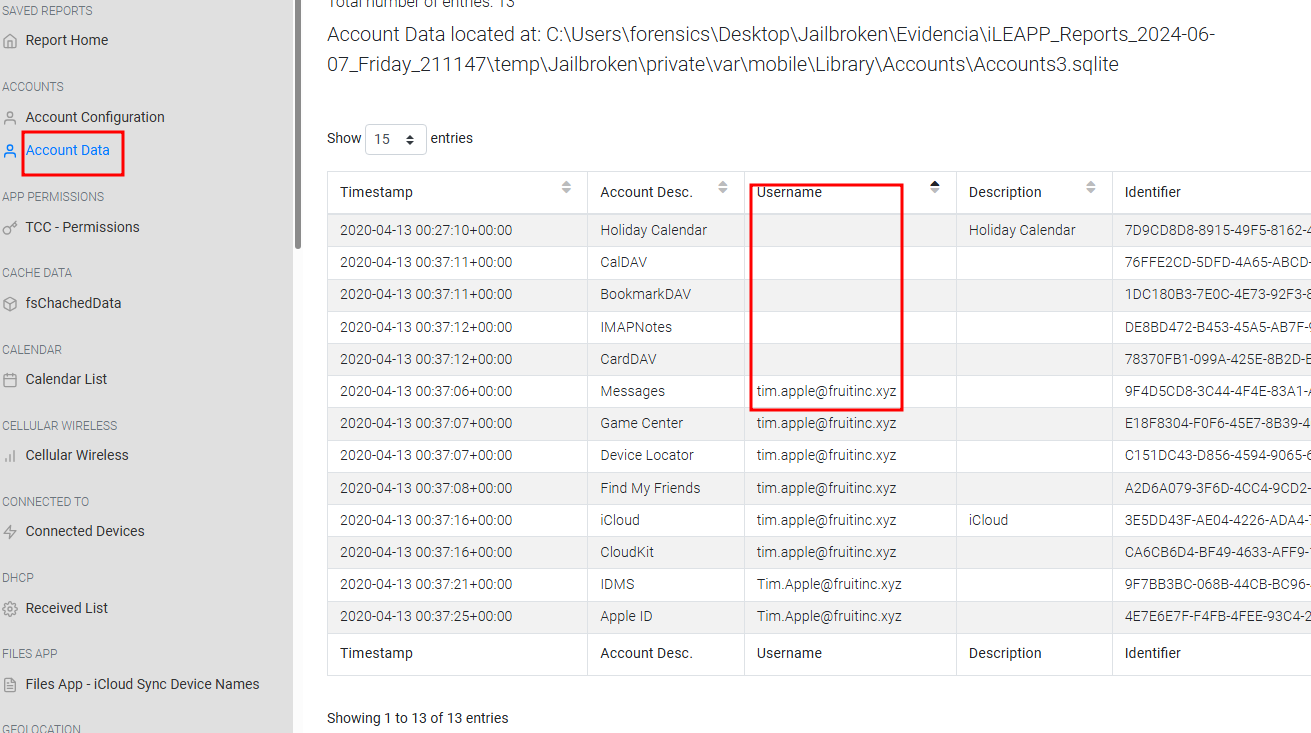 SAVED REPORTS
Report Home
ACCOUNTS
Account Configuration
Account Data
APP PERMISSIONS
TCC - Permissions
CACHE DATA
fsChachedData
CALENDAR
Calendar List
CELLULAR WIRELESS
Cellular Wireless
CONNECTED TO
Connected Devices
DHCP
Received List
FILES APP
Files App - iCloud Sync Device Names
GEOLOCATION
Total number of entries: 13
Account Data located at: C:\Users\forensics\Desktop\Jailbroken\Evidencia\iLEAPP_Reports_2024-06-
07_Friday_211147\temp\Jailbroken\private\var\mobile\Library\Accounts\Accounts3.sqlite
Show 15 entries
Timestamp Account Desc. Username Description Identifier
2020-04-13 00:27:10+00:00 Holiday Calendar Holiday Calendar 7D9CD8D8-8915-49F5-8162-4
2020-04-13 00:37:11+00:00 CalDAV 76FFE2CD-5DFD-4A65-ABCD-
2020-04-13 00:37:11+00:00 BookmarkDAV 1DC180B3-7E0C-4E73-92F3-8
2020-04-13 00:37:12+00:00 IMAPNotes DE8BD472-B453-45A5-AB7F-9
2020-04-13 00:37:12+00:00 CardDAV 78370FB1-099A-425E-8B2D-E
2020-04-13 00:37:06+00:00 Messages tim.apple@fruitinc.xyz 9F4D5CD8-3C44-4F4E-83A1-A
2020-04-13 00:37:07+00:00 Game Center tim.apple@fruitinc.xyz E18F8304-F0F6-45E7-8B39-4
2020-04-13 00:37:07+00:00 Device Locator tim.apple@fruitinc.xyz C151DC43-D856-4594-9065-6
2020-04-13 00:37:08+00:00 Find My Friends tim.apple@fruitinc.xyz A2D6A079-3F6D-4CC4-9CD2-
2020-04-13 00:37:16+00:00 iCloud tim.apple@fruitinc.xyz iCloud 3E5DD43F-AE04-4226-ADA4-7
2020-04-13 00:37:16+00:00 CloudKit tim.apple@fruitinc.xyz CA6CB6D4-BF49-4633-AFF9-
2020-04-13 00:37:21+00:00 IDMS Tim.Apple@fruitinc.xyz 9F7BB3BC-068B-44CB-BC96-
2020-04-13 00:37:25+00:00 Apple ID Tim.Apple@fruitinc.xyz 4E7E6E7F-F4FB-4FEE-93C4-2
Timestamp Account Desc. Username Description Identifier
Showing 1 to 13 of 13 entries